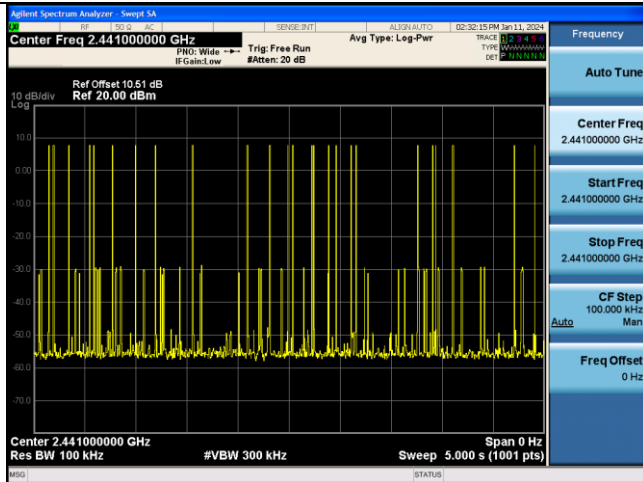 Agilent Spectrum Analyzer - Swept SA
RF 50 Ω AC SENSE:INT ALIGN AUTO 02:32:15 PM Jan 11, 2024
Center Freq 2.441000000 GHz
PNO: Wide
IFGain:Low
Trig: Free Run
#Atten: 20 dB
Avg Type: Log-Pwr
TRACE 1 2 3 4 5 6
TYPE W
DET P N N N N N
Ref Offset 10.51 dB
10 dB/div Ref 20.00 dBm
Log
10.0
0.00
-10.0
-20.0
-30.0
-40.0
-50.0
-60.0
-70.0
Center 2.441000000 GHz Span 0 Hz
Res BW 100 kHz #VBW 300 kHz Sweep 5.000 s (1001 pts)
MSG STATUS
Frequency
Auto Tune
Center Freq
2.441000000 GHz
Start Freq
2.441000000 GHz
Stop Freq
2.441000000 GHz
CF Step
100.000 kHz
Auto Man
Freq Offset
0 Hz